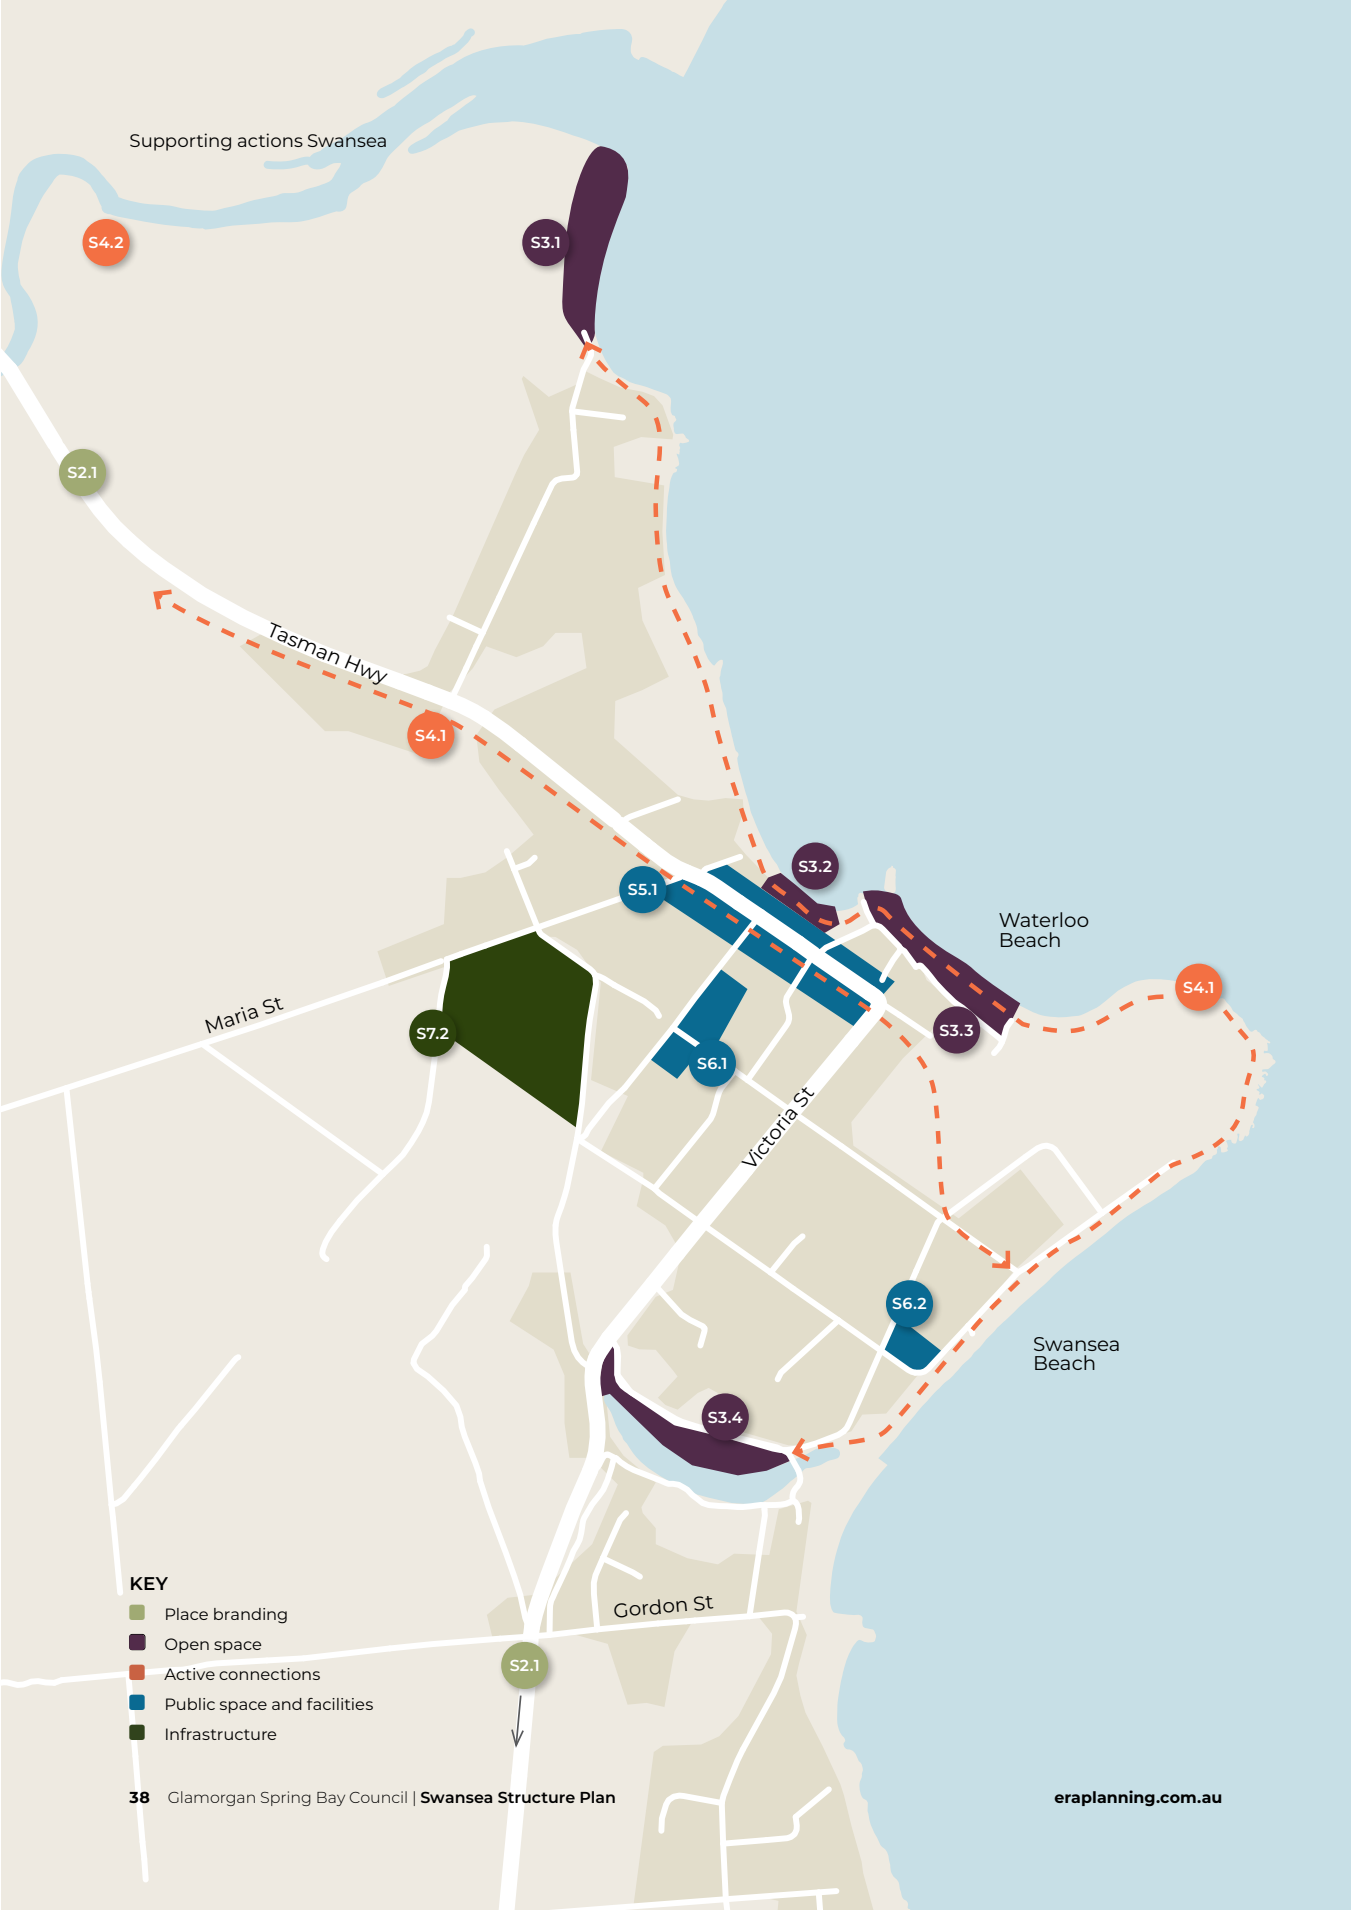 Supporting actions Swansea
S4.2
S3.1
S2.1
Tasman Hwy
S4.1
S3.2
S5.1
Waterloo
Beach
S4.1
Maria St
S7.2
S3.3
S6.1
Victoria St
S6.2
Swansea
Beach
S3.4
KEY
Place branding
Open space
Active connections
Public space and facilities
Infrastructure
Gordon St
S2.1
38 Glamorgan Spring Bay Council | Swansea Structure Plan
eraplanning.com.au